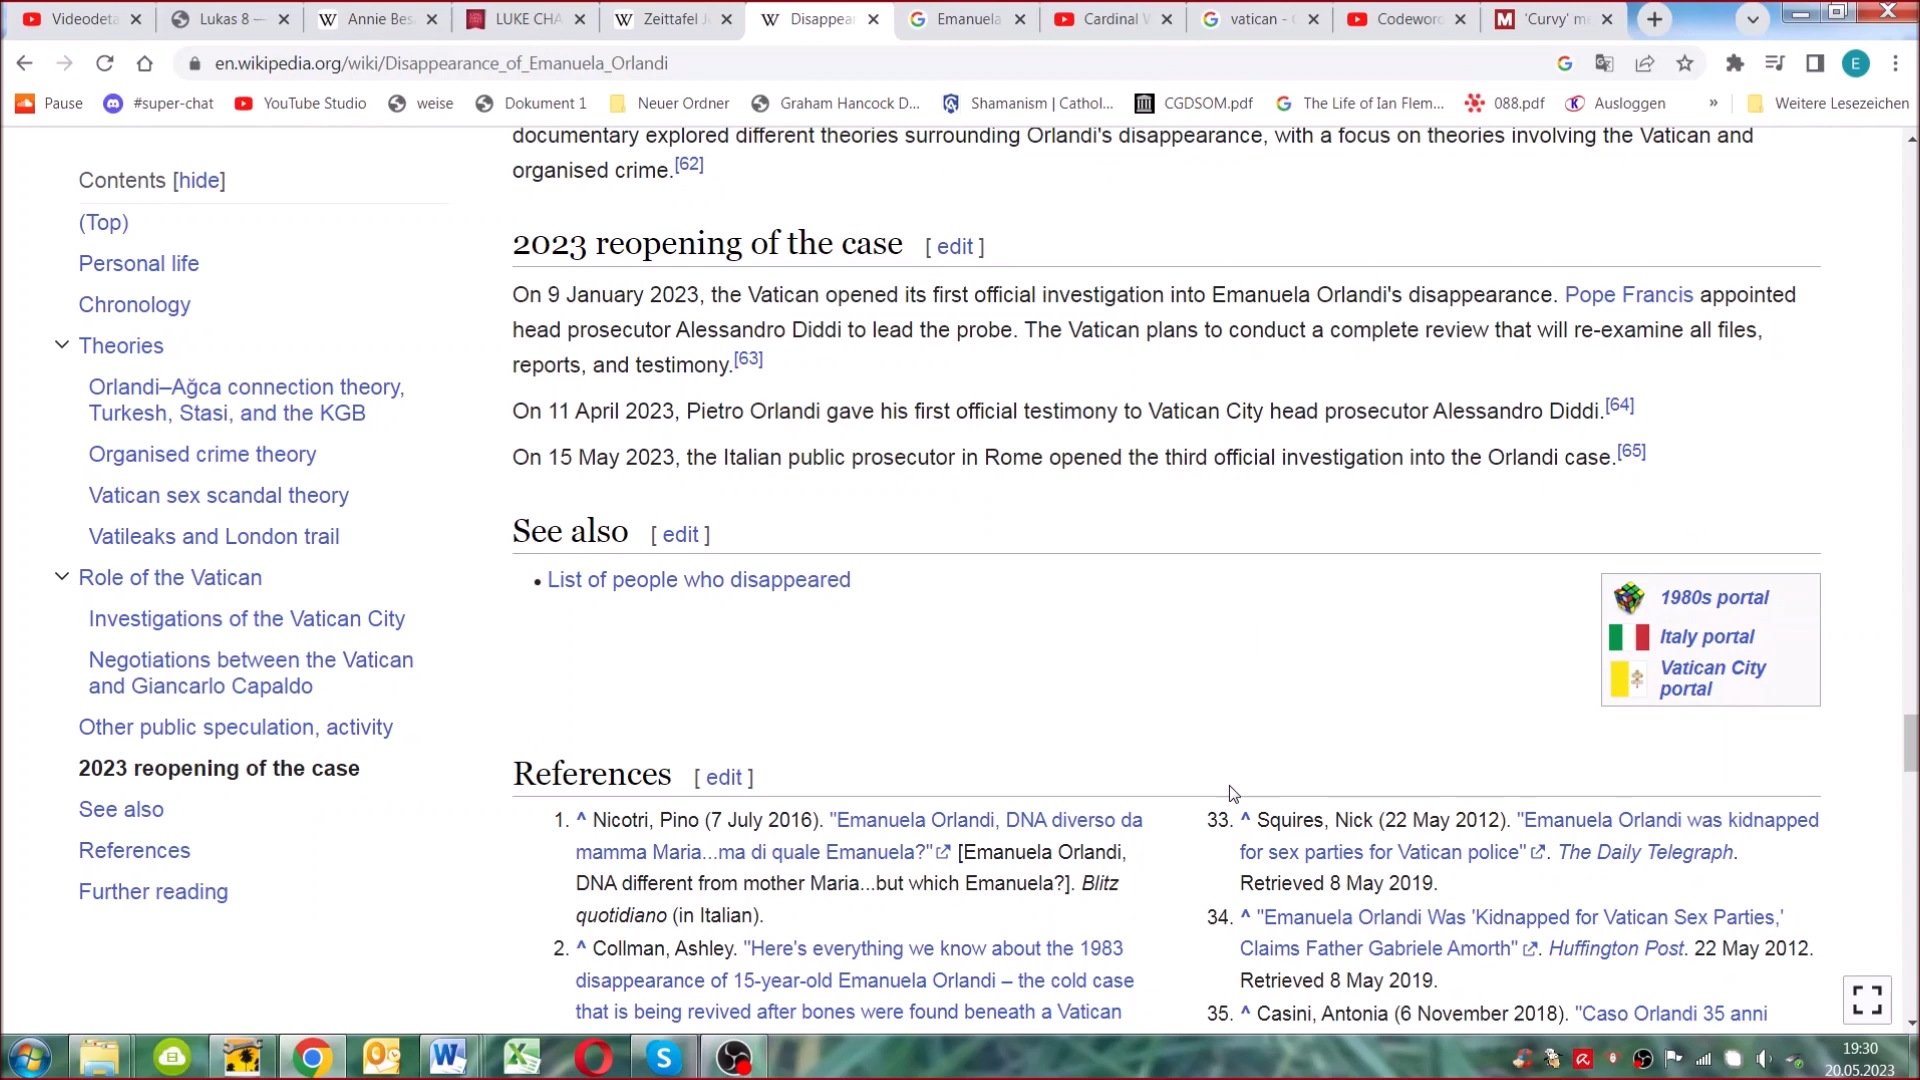 Videodeta
Lukas 8 —
Annie Bes
LUKE CHA
Zeittafel J
Disappear
Emanuela
Cardinal
vatican -
Codewor
'Curvy' m
en.wikipedia.org/wiki/Disappearance_of_Emanuela_Orlandi
E
Pause
#super-chat
YouTube Studio
weise
Dokument 1
Neuer Ordner
Graham Hancock D...
Shamanism | Cathol...
CGDSOM.pdf
The Life of Ian Flem...
088.pdf
Ausloggen
»
Weitere Lesezeichen
Contents [hide]
(Top)
Personal life
Chronology
Theories
Orlandi–Ağca connection theory,
Turkesh, Stasi, and the KGB
Organised crime theory
Vatican sex scandal theory
Vatileaks and London trail
Role of the Vatican
Investigations of the Vatican City
Negotiations between the Vatican
and Giancarlo Capaldo
Other public speculation, activity
2023 reopening of the case
See also
References
Further reading
documentary explored different theories surrounding Orlandi's disappearance, with a focus on theories involving the Vatican and
organised crime.[62]
2023 reopening of the case [ edit ]
On 9 January 2023, the Vatican opened its first official investigation into Emanuela Orlandi's disappearance. Pope Francis appointed
head prosecutor Alessandro Diddi to lead the probe. The Vatican plans to conduct a complete review that will re-examine all files,
reports, and testimony.[63]
On 11 April 2023, Pietro Orlandi gave his first official testimony to Vatican City head prosecutor Alessandro Diddi.[64]
On 15 May 2023, the Italian public prosecutor in Rome opened the third official investigation into the Orlandi case.[65]
See also [ edit ]
• List of people who disappeared
1980s portal
Italy portal
Vatican City
portal
References [ edit ]
1. ^ Nicotri, Pino (7 July 2016). "Emanuela Orlandi, DNA diverso da
mamma Maria...ma di quale Emanuela?" [Emanuela Orlandi,
DNA different from mother Maria...but which Emanuela?]. Blitz
quotidiano (in Italian).
2. ^ Collman, Ashley. "Here's everything we know about the 1983
disappearance of 15-year-old Emanuela Orlandi – the cold case
that is being revived after bones were found beneath a Vatican
33. ^ Squires, Nick (22 May 2012). "Emanuela Orlandi was kidnapped
for sex parties for Vatican police". The Daily Telegraph.
Retrieved 8 May 2019.
34. ^ "Emanuela Orlandi Was 'Kidnapped for Vatican Sex Parties,'
Claims Father Gabriele Amorth". Huffington Post. 22 May 2012.
Retrieved 8 May 2019.
35. ^ Casini, Antonia (6 November 2018). "Caso Orlandi 35 anni
19:30
20.05.2023